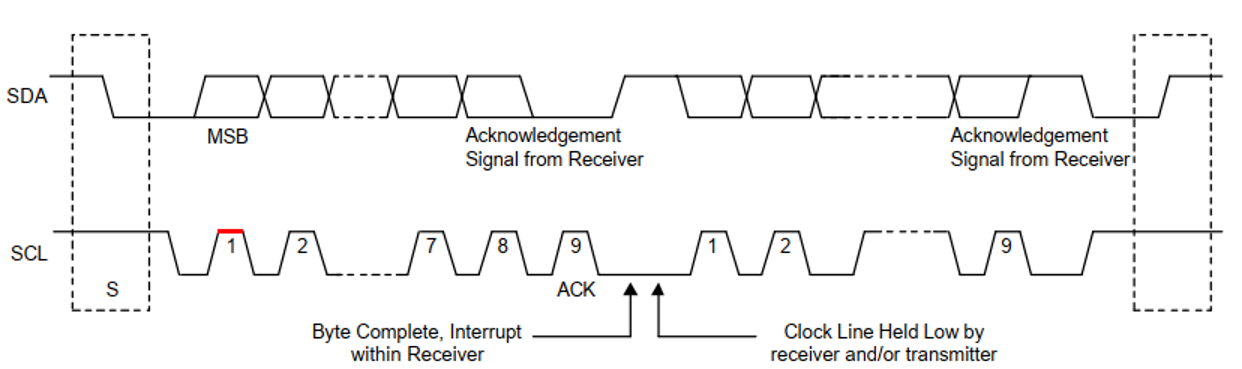 SDA
MSB
Acknowledgement
Signal from Receiver
Acknowledgement
Signal from Receiver
SCL
1
2
7
8
9
1
2
9
S
ACK
Byte Complete, Interrupt
within Receiver
Clock Line Held Low by
receiver and/or transmitter